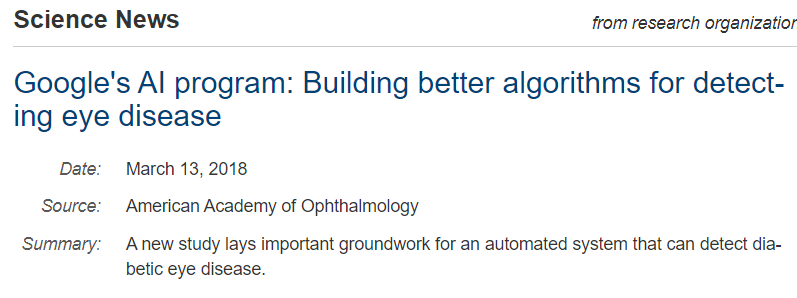 Science News
from research organization
Google's AI program: Building better algorithms for detect-
ing eye disease
Date: March 13, 2018
Source: American Academy of Ophthalmology
Summary: A new study lays important groundwork for an automated system that can detect dia-
betic eye disease.